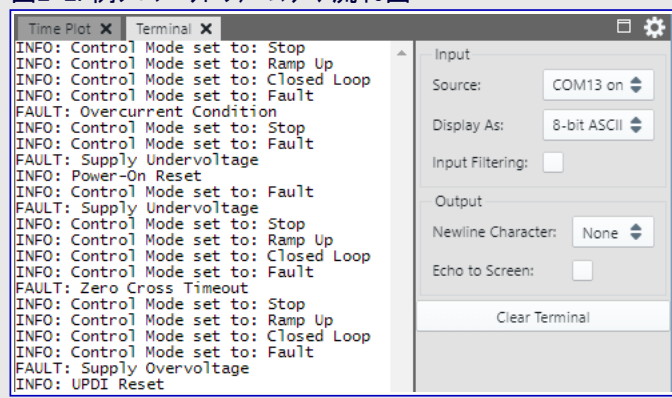 Time Plot
Terminal
INFO: Control Mode set to: Stop
INFO: Control Mode set to: Ramp Up
INFO: Control Mode set to: Closed Loop
INFO: Control Mode set to: Fault
FAULT: Overcurrent Condition
INFO: Control Mode set to: Stop
INFO: Control Mode set to: Fault
FAULT: Supply Undervoltage
INFO: Power-On Reset
INFO: Control Mode set to: Fault
FAULT: Supply Undervoltage
INFO: Control Mode set to: Stop
INFO: Control Mode set to: Ramp Up
INFO: Control Mode set to: Closed Loop
INFO: Control Mode set to: Fault
FAULT: Zero Cross Timeout
INFO: Control Mode set to: Stop
INFO: Control Mode set to: Ramp Up
INFO: Control Mode set to: Closed Loop
INFO: Control Mode set to: Fault
FAULT: Supply Overvoltage
INFO: UPDI Reset
Input
Source: COM13 on
Display As: 8-bit ASCII
Input Filtering:
Output
Newline Character: None
Echo to Screen:
Clear Terminal